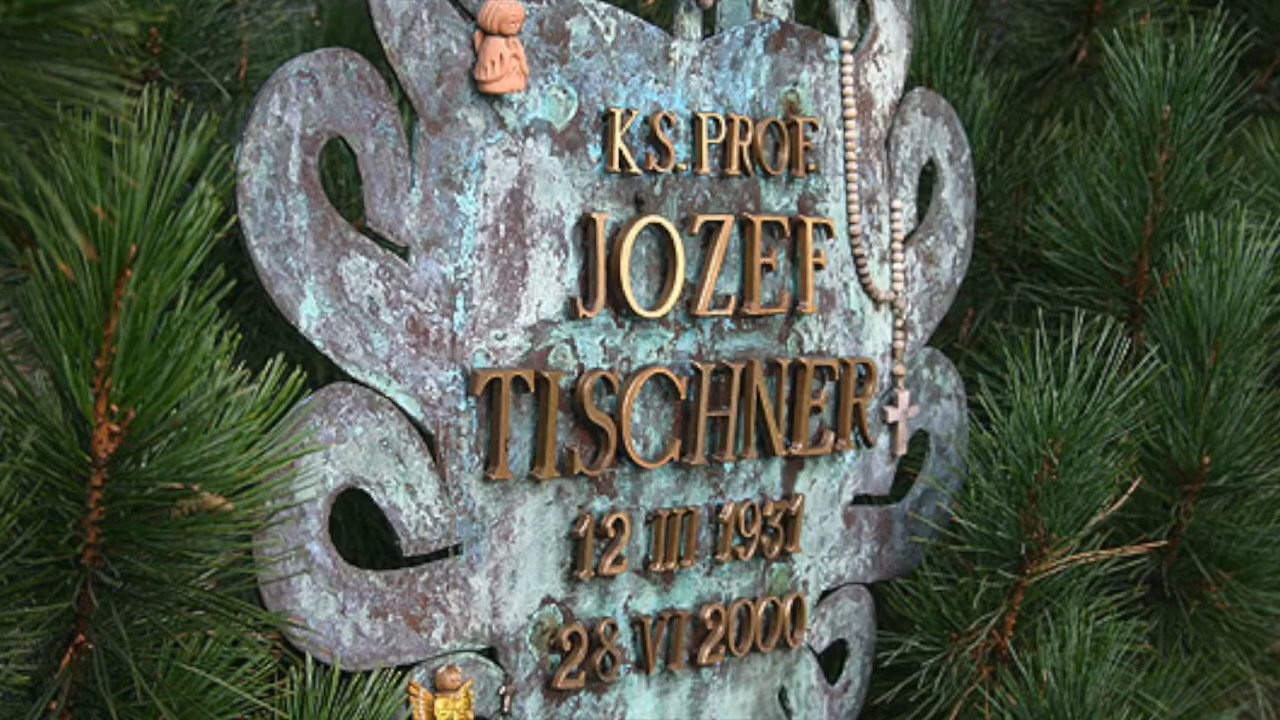 KS. PROF.
JOZEF
TISCHNER
12 III 1931
28 VI 2000